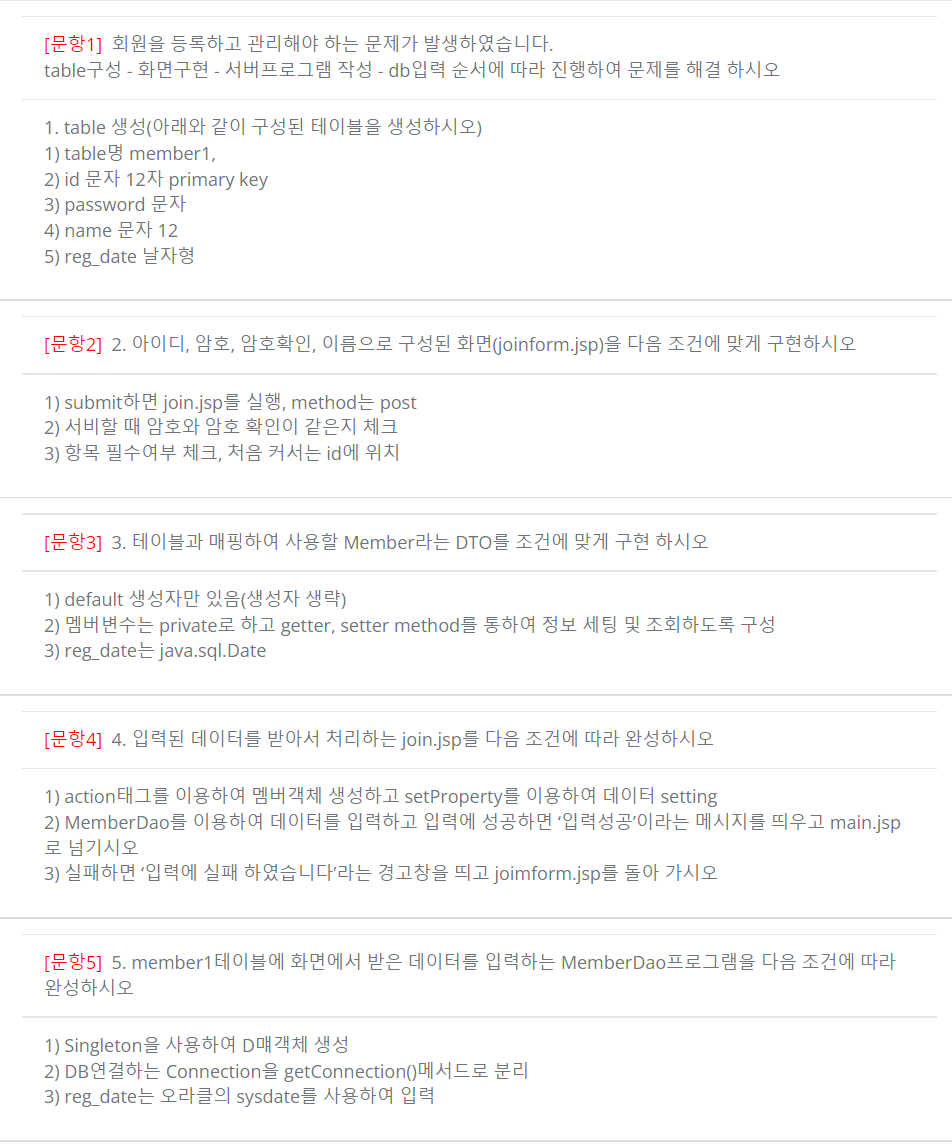 [문항1] 회원을 등록하고 관리해야 하는 문제가 발생하였습니다.
table구성 - 화면구현 - 서버프로그램 작성 - db입력 순서에 따라 진행하여 문제를 해결 하시오
1. table 생성(아래와 같이 구성된 테이블을 생성하시오)
1) table명 member1,
2) id 문자 12자 primary key
3) password 문자
4) name 문자 12
5) reg_date 날자형
[문항2] 2. 아이디, 암호, 암호확인, 이름으로 구성된 화면(joinform.jsp)을 다음 조건에 맞게 구현하시오
1) submit하면 join.jsp를 실행, method는 post
2) 서비할 때 암호와 암호 확인이 같은지 체크
3) 항목 필수여부 체크, 처음 커서는 id에 위치
[문항3] 3. 테이블과 매핑하여 사용할 Member라는 DTO를 조건에 맞게 구현 하시오
1) default 생성자만 있음(생성자 생략)
2) 멤버변수는 private로 하고 getter, setter method를 통하여 정보 세팅 및 조회하도록 구성
3) reg_date는 java.sql.Date
[문항4] 4. 입력된 데이터를 받아서 처리하는 join.jsp를 다음 조건에 따라 완성하시오
1) action태그를 이용하여 멤버객체 생성하고 setProperty를 이용하여 데이터 setting
2) MemberDao를 이용하여 데이터를 입력하고 입력에 성공하면 ‘입력성공’이라는 메시지를 띄우고 main.jsp
로 넘기시오
3) 실패하면 ‘입력에 실패 하였습니다’라는 경고창을 띄고 joimform.jsp를 돌아 가시오
[문항5] 5. member1테이블에 화면에서 받은 데이터를 입력하는 MemberDao프로그램을 다음 조건에 따라
완성하시오
1) Singleton을 사용하여 D먜객체 생성
2) DB연결하는 Connection을 getConnection()메서드로 분리
3) reg_date는 오라클의 sysdate를 사용하여 입력